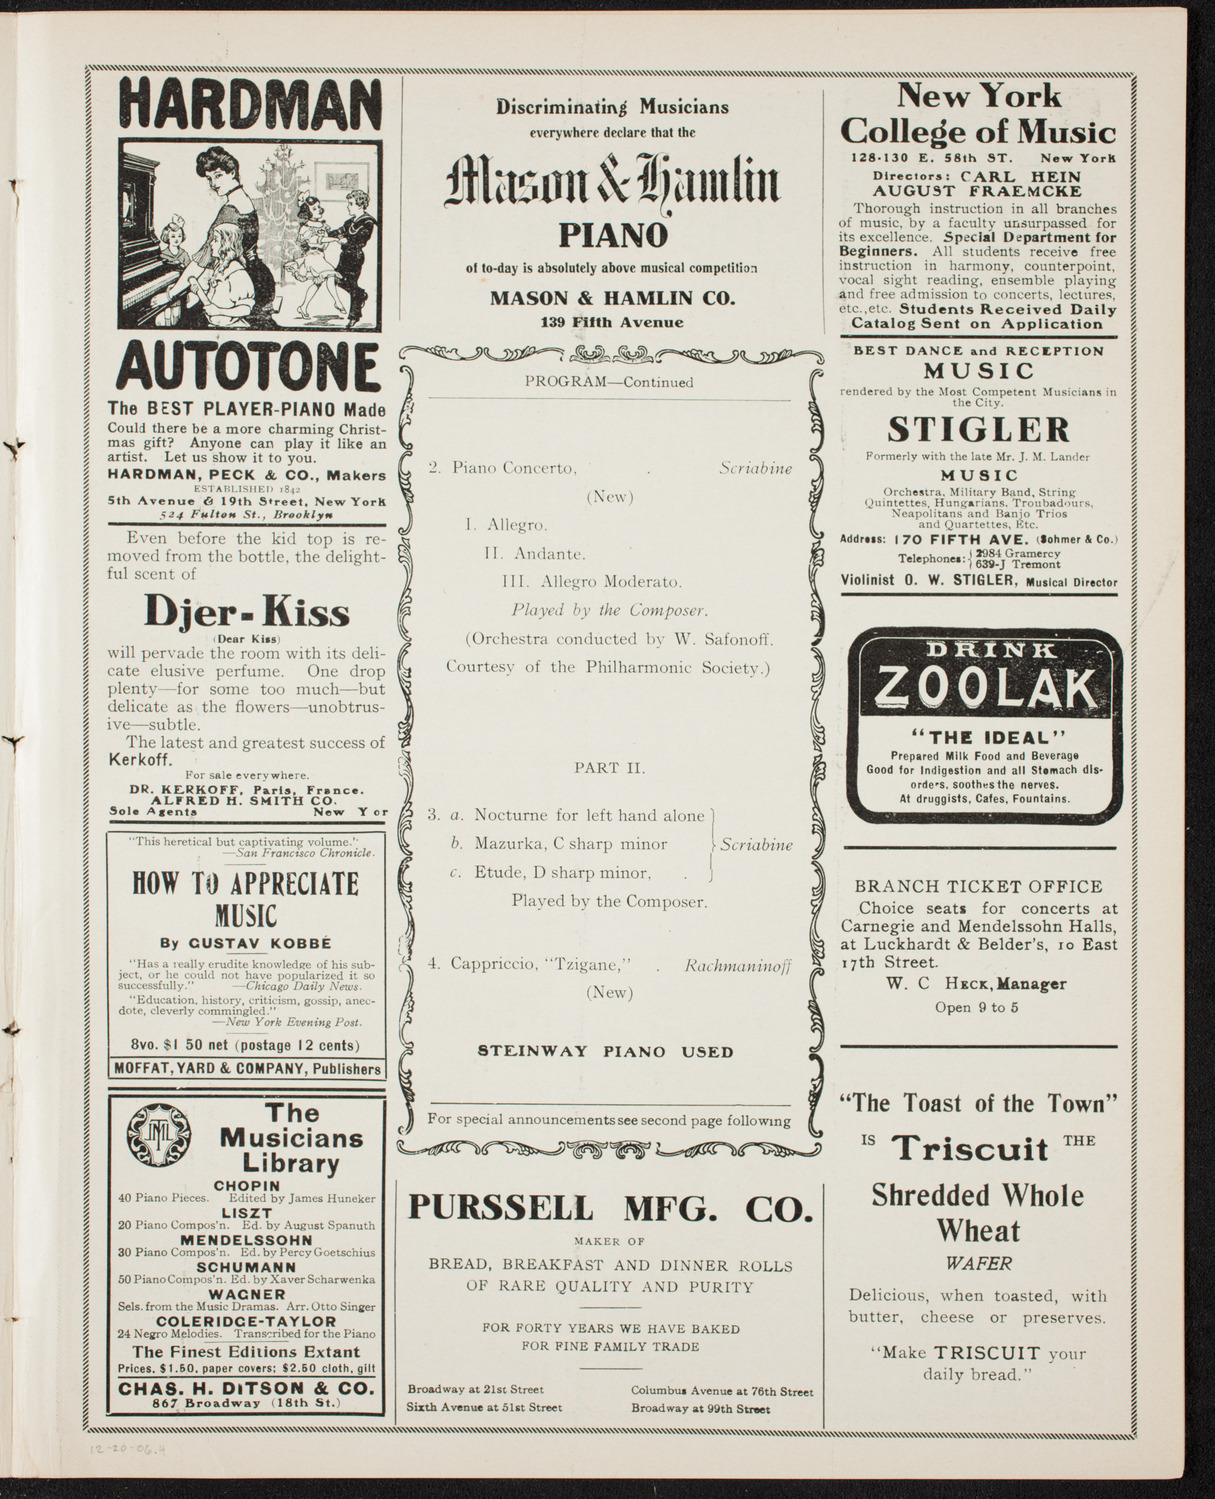 HARDMAN
AUTOTONE
The BEST PLAYER-PIANO Made
Could there be a more charming Christ-
mas gift? Anyone can play it like an
artist. Let us show it to you.
HARDMAN, PECK & CO., Makers
ESTABLISHED 1842
5th Avenue & 19th Street, New York
524 Fulton St., Brooklyn
Even before the kid top is re-
moved from the bottle, the delight-
ful scent of
Djer-Kiss
(Dear Kiss)
will pervade the room with its deli-
cate elusive perfume. One drop
plenty—for some too much—but
delicate as the flowers—unobtrus-
ive—subtle.
The latest and greatest success of
Kerkoff.
For sale everywhere.
DR. KERKOFF, Paris, France.
ALFRED H. SMITH CO.
Sole Agents New Yor
"This heretical but captivating volume."
—San Francisco Chronicle.
HOW TO APPRECIATE
MUSIC
By GUSTAV KOBBÉ
"Has a really erudite knowledge of his sub-
ject, or he could not have popularized it so
successfully." —Chicago Daily News.
"Education, history, criticism, gossip, anec-
dote, cleverly commingled."
—New York Evening Post.
8vo. $1 50 net (postage 12 cents)
MOFFAT, YARD & COMPANY, Publishers
The
Musicians
Library
CHOPIN
40 Piano Pieces. Edited by James Huneker
LISZT
20 Piano Compos'n. Ed. by August Spanuth
MENDELSSOHN
30 Piano Compos'n. Ed. by Percy Goetschius
SCHUMANN
50 Piano Compos'n. Ed. by Xaver Scharwenka
WAGNER
Sels. from the Music Dramas. Arr. Otto Singer
COLERIDGE-TAYLOR
24 Negro Melodies. Transcribed for the Piano
The Finest Editions Extant
Prices, $1.50, paper covers; $2.50 cloth, gilt
CHAS. H. DITSON & CO.
867 Broadway (18th St.)
Discriminating Musicians
everywhere declare that the
Mason & Hamlin
PIANO
of to-day is absolutely above musical competition
MASON & HAMLIN CO.
139 Fifth Avenue
PROGRAM—Continued
2. Piano Concerto, . Scriabine
(New)
I. Allegro.
II. Andante.
III. Allegro Moderato.
Played by the Composer.
(Orchestra conducted by W. Safonoff.
Courtesy of the Philharmonic Society.)
PART II.
3. a. Nocturne for left hand alone
b. Mazurka, C sharp minor Scriabine
c. Etude, D sharp minor, .
Played by the Composer.
4. Cappriccio, "Tzigane," . Rachmaninoff
(New)
STEINWAY PIANO USED
For special announcements see second page following
PURSSELL MFG. CO.
MAKER OF
BREAD, BREAKFAST AND DINNER ROLLS
OF RARE QUALITY AND PURITY
FOR FORTY YEARS WE HAVE BAKED
FOR FINE FAMILY TRADE
Broadway at 21st Street Columbus Avenue at 76th Street
Sixth Avenue at 51st Street Broadway at 99th Street
New York
College of Music
128-130 E. 58th ST. New York
Directors: CARL HEIN
AUGUST FRAEMCKE
Thorough instruction in all branches
of music, by a faculty unsurpassed for
its excellence. Special Department for
Beginners. All students receive free
instruction in harmony, counterpoint,
vocal sight reading, ensemble playing
and free admission to concerts, lectures,
etc.,etc. Students Received Daily
Catalog Sent on Application
BEST DANCE and RECEPTION
MUSIC
rendered by the Most Competent Musicians in
the City.
STIGLER
Formerly with the late Mr. J. M. Lander
MUSIC
Orchestra, Military Band, String
Quintettes, Hungarians, Troubadours,
Neapolitans and Banjo Trios
and Quartettes, Etc.
Address: 170 FIFTH AVE. (Sohmer & Co.)
Telephones: 2984 Gramercy
639-J Tremont
Violinist O. W. STIGLER, Musical Director
DRINK
ZOOLAK
"THE IDEAL"
Prepared Milk Food and Beverage
Good for Indigestion and all Stomach dis-
orders, soothes the nerves.
At druggists, Cafes, Fountains.
BRANCH TICKET OFFICE
Choice seats for concerts at
Carnegie and Mendelssohn Halls,
at Luckhardt & Belder's, 10 East
17th Street.
W. C HECK, Manager
Open 9 to 5
"The Toast of the Town"
IS Triscuit THE
Shredded Whole
Wheat
WAFER
Delicious, when toasted, with
butter, cheese or preserves.
"Make TRISCUIT your
daily bread."
12-20-06.4